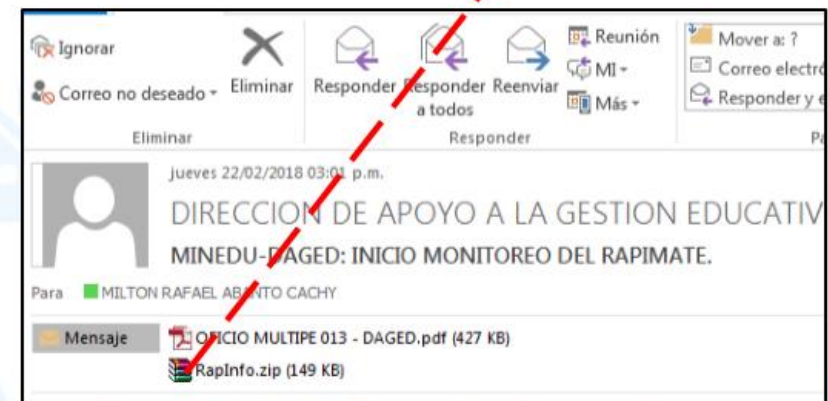 Ignorar
Correo no deseado
Eliminar
Responder
Responder a todos
Reenviar
Reunión
MI
Más
Mover a: ?
Correo electró
Responder y e
Eliminar
Responder
Pa
jueves 22/02/2018 03:01 p.m.
DIRECCION DE APOYO A LA GESTION EDUCATIV
MINEDU-DAGED: INICIO MONITOREO DEL RAPIMATE.
Para MILTON RAFAEL ABANTO CACHY
Mensaje
OFICIO MULTIPE 013 - DAGED.pdf (427 KB)
RapInfo.zip (149 KB)